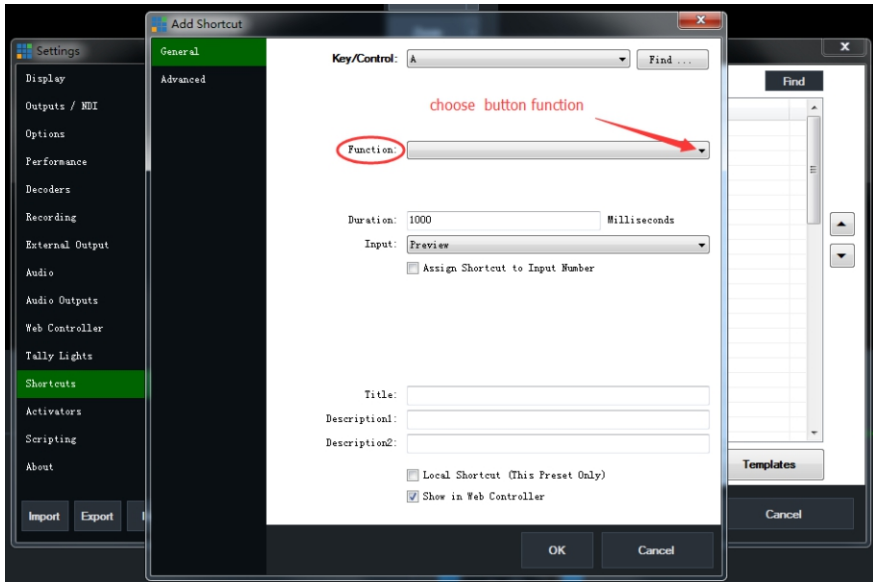 Add Shortcut
Settings
General
Advanced
Key/Control:
A
Find ...
choose button function
Function:
Duration:
1000
Milliseconds
Input:
Preview
Assign Shortcut to Input Number
Title:
Description1:
Description2:
Local Shortcut (This Preset Only)
Show in Web Controller
OK
Cancel
Display
Outputs / NDI
Options
Performance
Decoders
Recording
External Output
Audio
Audio Outputs
Web Controller
Tally Lights
Shortcuts
Activators
Scripting
About
Import
Export
Find
Templates
Cancel